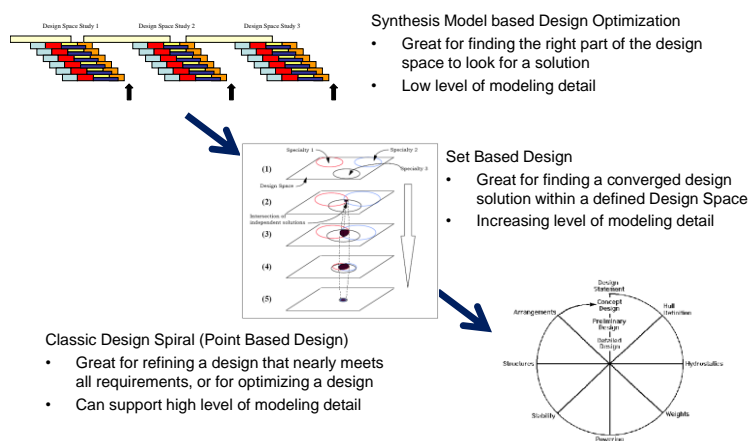 Design Space Study 1
Design Space Study 2
Design Space Study 3
Synthesis Model based Design Optimization
• Great for finding the right part of the design
space to look for a solution
• Low level of modeling detail
Specialty 1
Specialty 2
(1)
Specialty 3
Design Space
(2)
Intersection of
independent solutions
(3)
(4)
(5)
Set Based Design
• Great for finding a converged design
solution within a defined Design Space
• Increasing level of modeling detail
Classic Design Spiral (Point Based Design)
• Great for refining a design that nearly meets
all requirements, or for optimizing a design
• Can support high level of modeling detail
Design
Statement
Concept
Design
Arrangements
Hull
Definition
Preliminary
Design
Detailed
Design
Structures
Hydrostatics
Stability
Weights
Powering